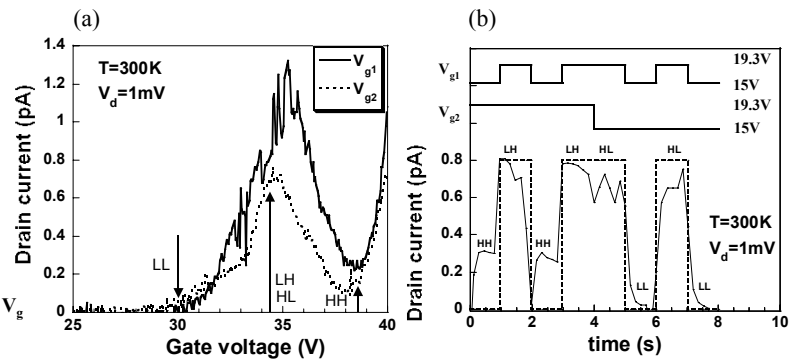 (a)
Drain current (pA)
1.4
1.2
1
0.8
0.6
0.4
0.2
0
T=300K
V_d=1mV
V_g1
V_g2
LL
LH
HL
HH
V_g
25
30
35
40
Gate voltage (V)
(b)
V_g1
19.3V
15V
V_g2
19.3V
15V
Drain current (pA)
0.8
0.6
0.4
0.2
0.0
HH
LH
HH
LH
HL
LL
HL
LL
T=300K
V_d=1mV
0
2
4
6
8
10
time (s)